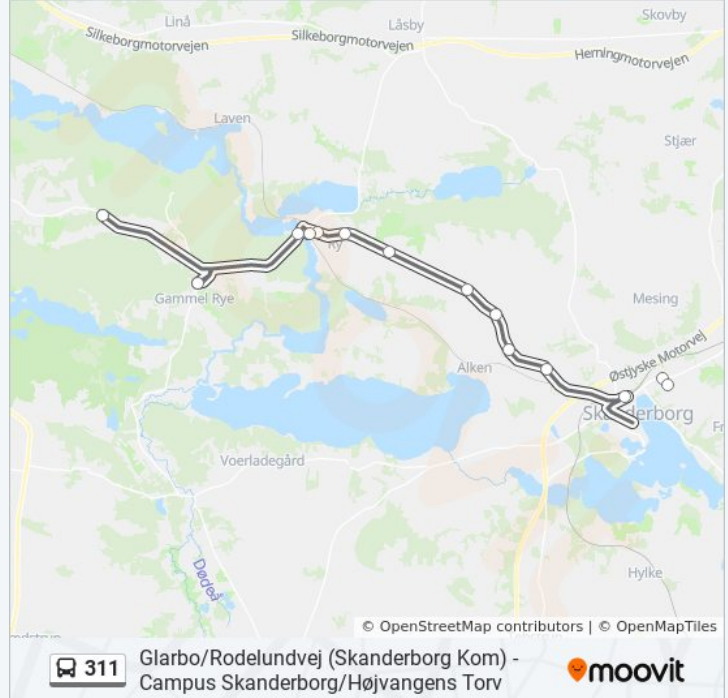 Linå
Låsby
Skovby
Silkeborgmotorvejen
Silkeborgmotorvejen
Herningmotorvejen
Laven
Stjær
Ry
Gammel Rye
Mesing
Østjyske Motorvej
Alken
Skanderborg
Voerladegård
Dødeå
Hylke
© OpenStreetMap contributors | © OpenMapTiles
311
Glarbo/Rodelundvej (Skanderborg Kom) -
Campus Skanderborg/Højvangens Torv
moovit